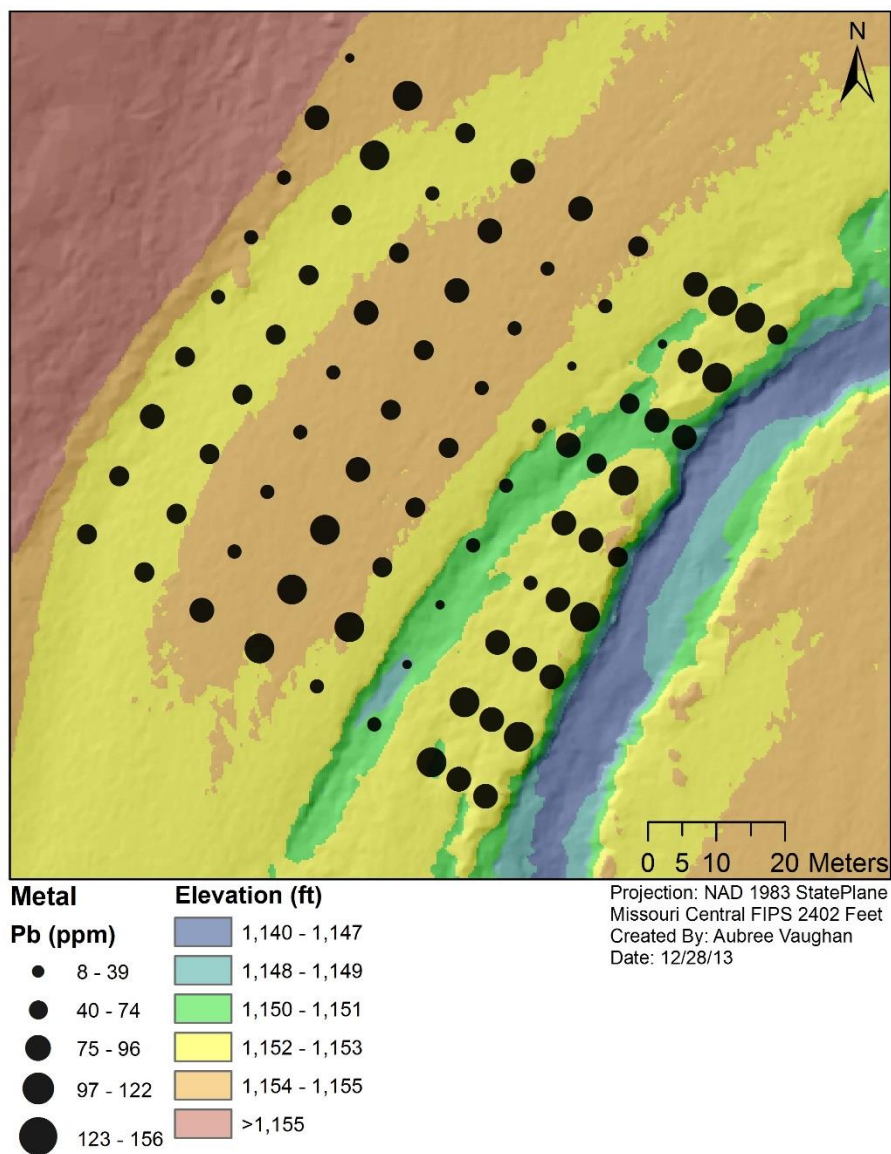 N
0 5 10 20 Meters
Metal
Pb (ppm)
8 - 39
40 - 74
75 - 96
97 - 122
123 - 156
Elevation (ft)
1,140 - 1,147
1,148 - 1,149
1,150 - 1,151
1,152 - 1,153
1,154 - 1,155
>1,155
Projection: NAD 1983 StatePlane
Missouri Central FIPS 2402 Feet
Created By: Aubree Vaughan
Date: 12/28/13